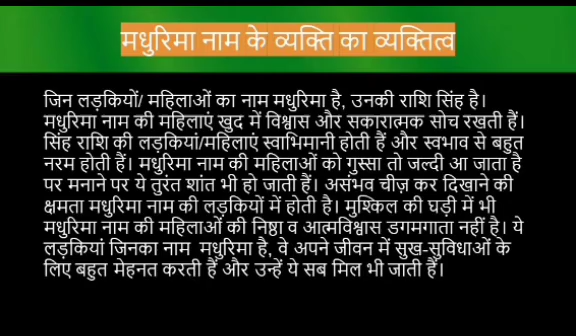 मधुरिमा नाम के व्यक्ति का व्यक्तित्व
जिन लड़कियों/ महिलाओं का नाम मधुरिमा है, उनकी राशि सिंह है।
मधुरिमा नाम की महिलाएं खुद में विश्वास और सकारात्मक सोच रखती हैं।
सिंह राशि की लड़कियां/महिलाएं स्वाभिमानी होती हैं और स्वभाव से बहुत
नरम होती हैं। मधुरिमा नाम की महिलाओं को गुस्सा तो जल्दी आ जाता है
पर मनाने पर ये तुरंत शांत भी हो जाती हैं। असंभव चीज़ कर दिखाने की
क्षमता मधुरिमा नाम की लड़कियों में होती है। मुश्किल की घड़ी में भी
मधुरिमा नाम की महिलाओं की निष्ठा व आत्मविश्वास डगमगाता नहीं है। ये
लड़कियां जिनका नाम मधुरिमा है, वे अपने जीवन में सुख-सुविधाओं के
लिए बहुत मेहनत करती हैं और उन्हें ये सब मिल भी जाती हैं।